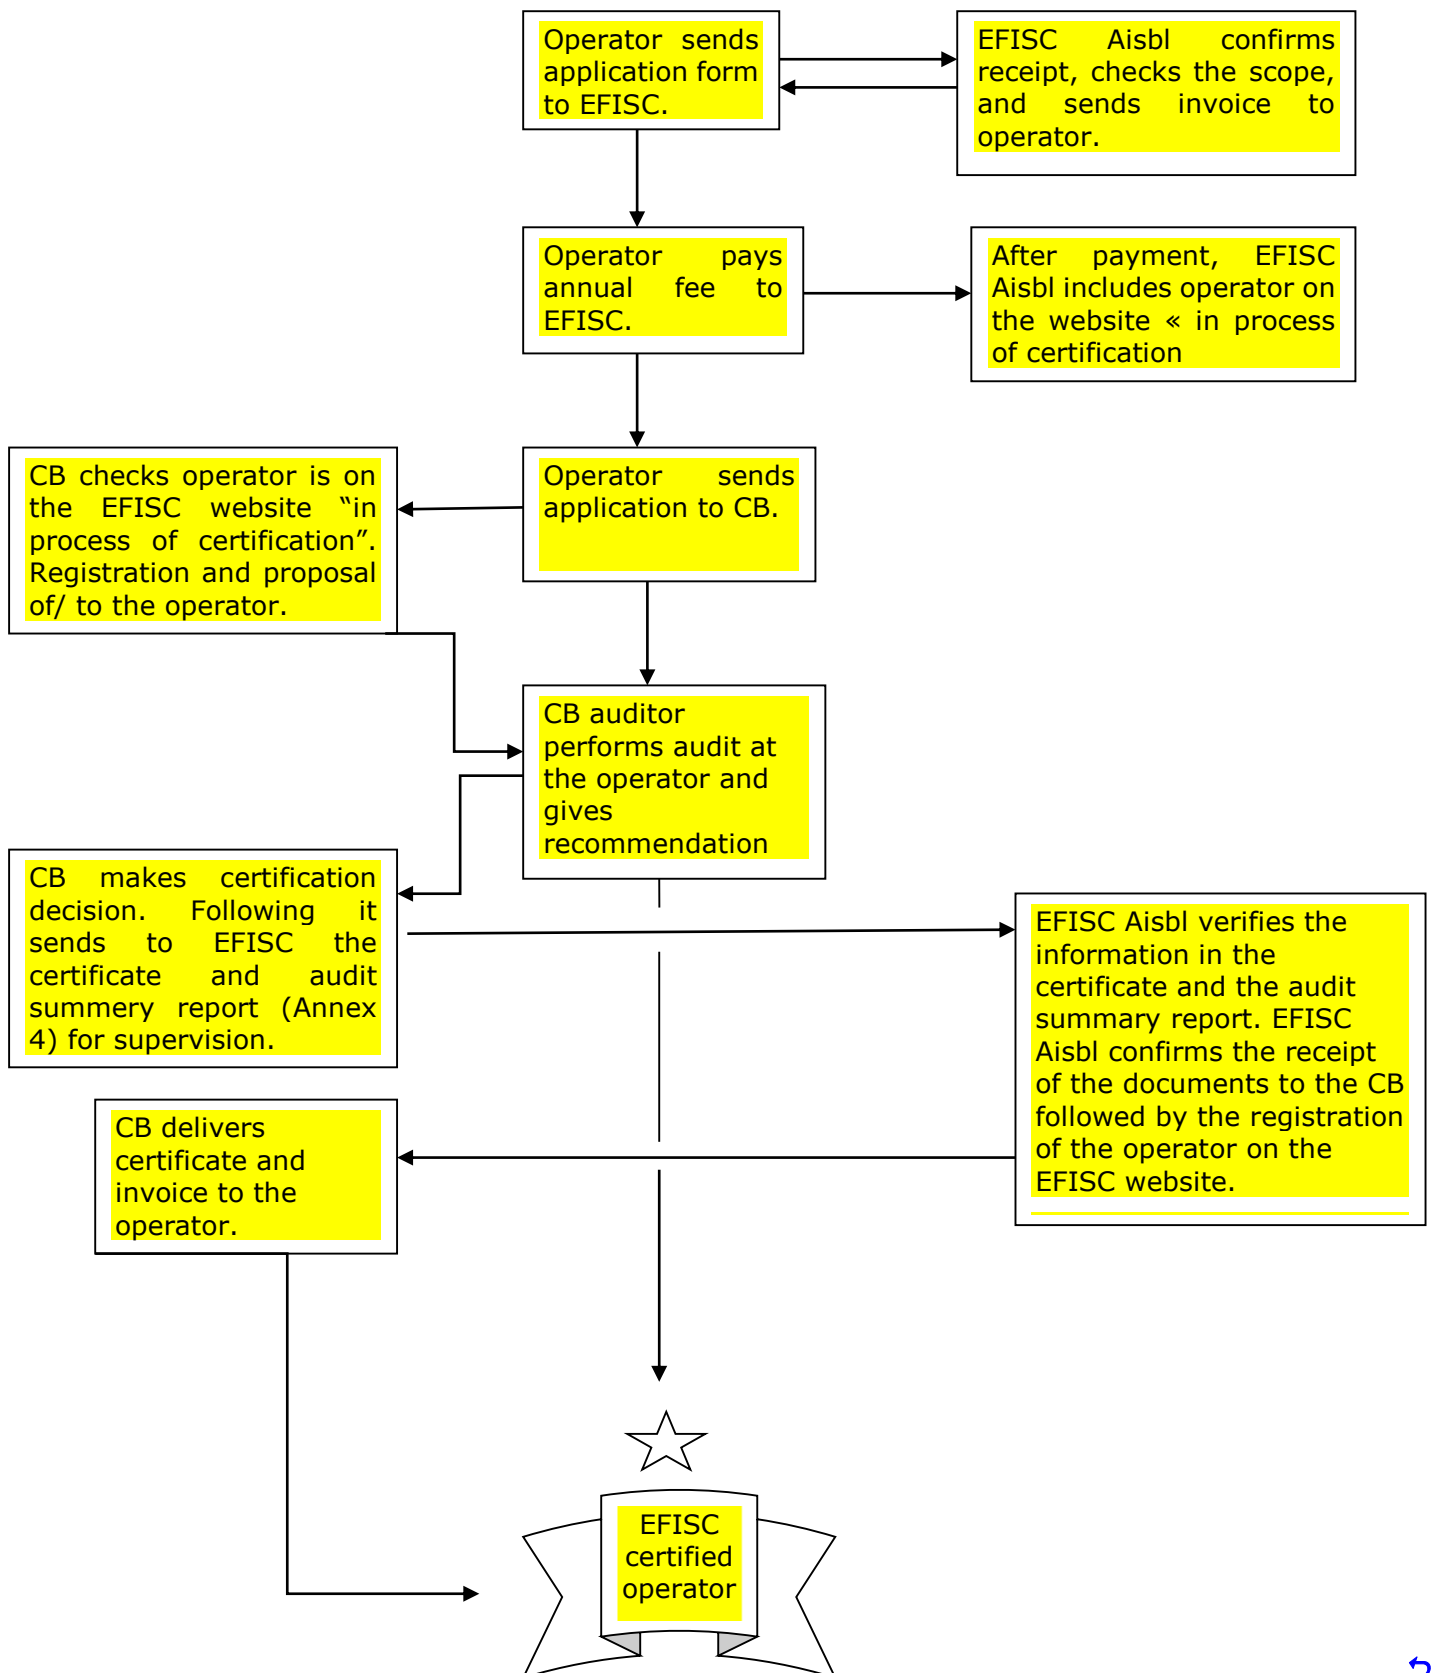 Operator sends
application form
to EFISC.
EFISC Aisbl confirms
receipt, checks the scope,
and sends invoice to
operator.
Operator pays
annual fee to
EFISC.
After payment, EFISC
Aisbl includes operator on
the website « in process
of certification
CB checks operator is on
the EFISC website “in
process of certification”.
Registration and proposal
of/ to the operator.
Operator sends
application to CB.
CB auditor
performs audit at
the operator and
gives
recommendation
CB makes certification
decision. Following it
sends to EFISC the
certificate and audit
summery report (Annex
4) for supervision.
EFISC Aisbl verifies the
information in the
certificate and the audit
summary report. EFISC
Aisbl confirms the receipt
of the documents to the CB
followed by the registration
of the operator on the
EFISC website.
CB delivers
certificate and
invoice to the
operator.
EFISC
certified
operator